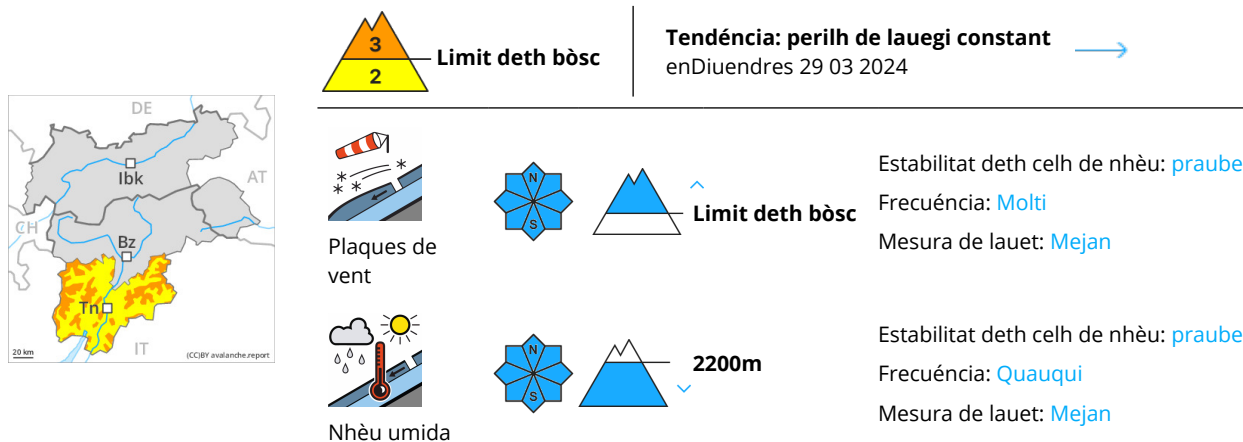 3
2
Limit deth bòsc
Tendéncia: perilh de lauegi constant
enDiuendres 29 03 2024
DE
Ibk
AT
CH
Bz
Tn
IT
20 km
(CC)BY avalanche.report
Plaques de
vent
N
S
Limit deth bòsc
Estabilitat deth celh de nhèu: praube
Frecuéncia: Molti
Mesura de lauet: Mejan
Nhèu umida
N
S
2200m
Estabilitat deth celh de nhèu: praube
Frecuéncia: Quauqui
Mesura de lauet: Mejan